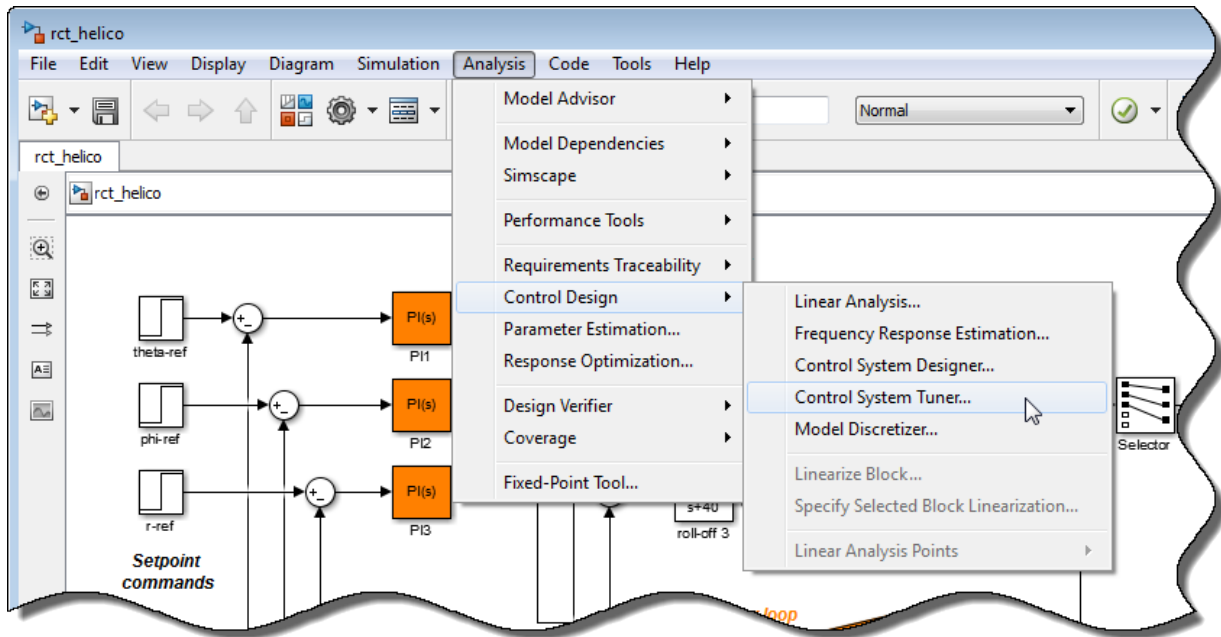 rct_helico
File Edit View Display Diagram Simulation Analysis Code Tools Help
Normal
rct_helico
rct_helico
Model Advisor
Model Dependencies
Simscape
Performance Tools
Requirements Traceability
Control Design
Parameter Estimation...
Response Optimization...
Design Verifier
Coverage
Fixed-Point Tool...
Linear Analysis...
Frequency Response Estimation...
Control System Designer...
Control System Tuner...
Model Discretizer...
Linearize Block...
Specify Selected Block Linearization...
Linear Analysis Points
theta-ref
PI(s)
PI1
phi-ref
PI(s)
PI2
r-ref
PI(s)
PI3
Setpoint
commands
s+40
roll-off 3
Selector
loop